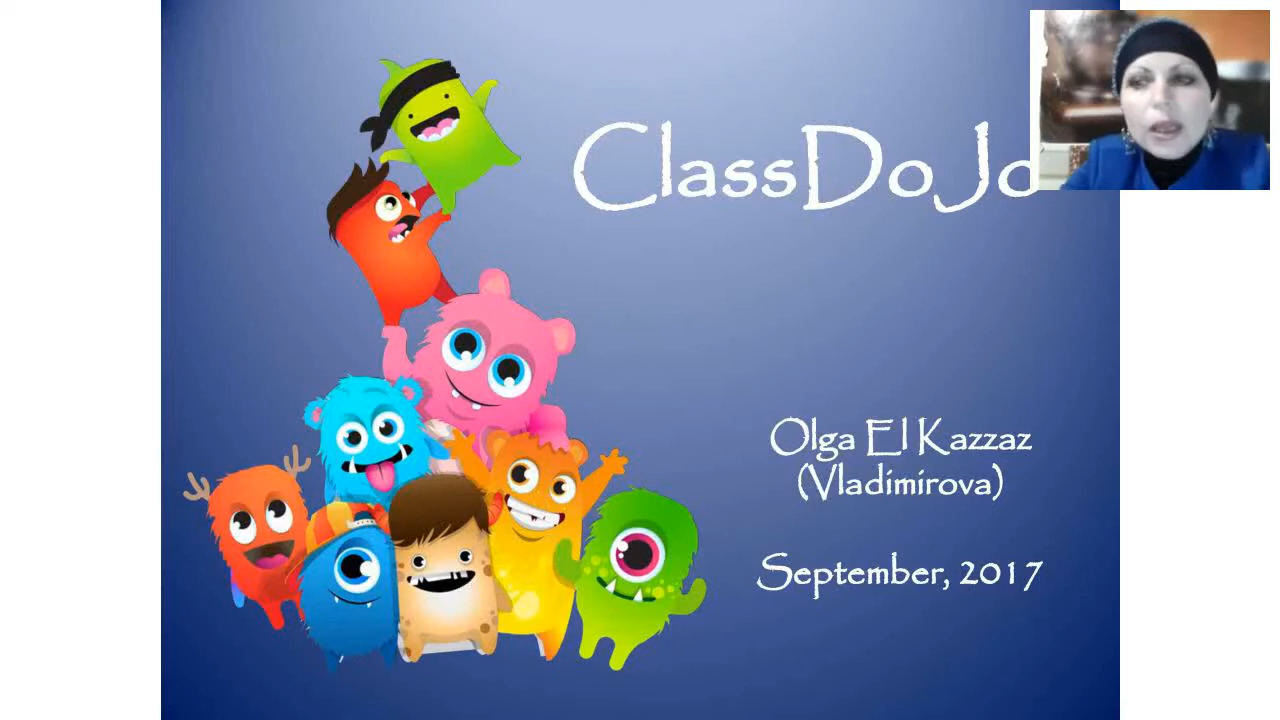 ClassDoJo
Olga El Kazzaz
(Vladimirova)
September, 2017